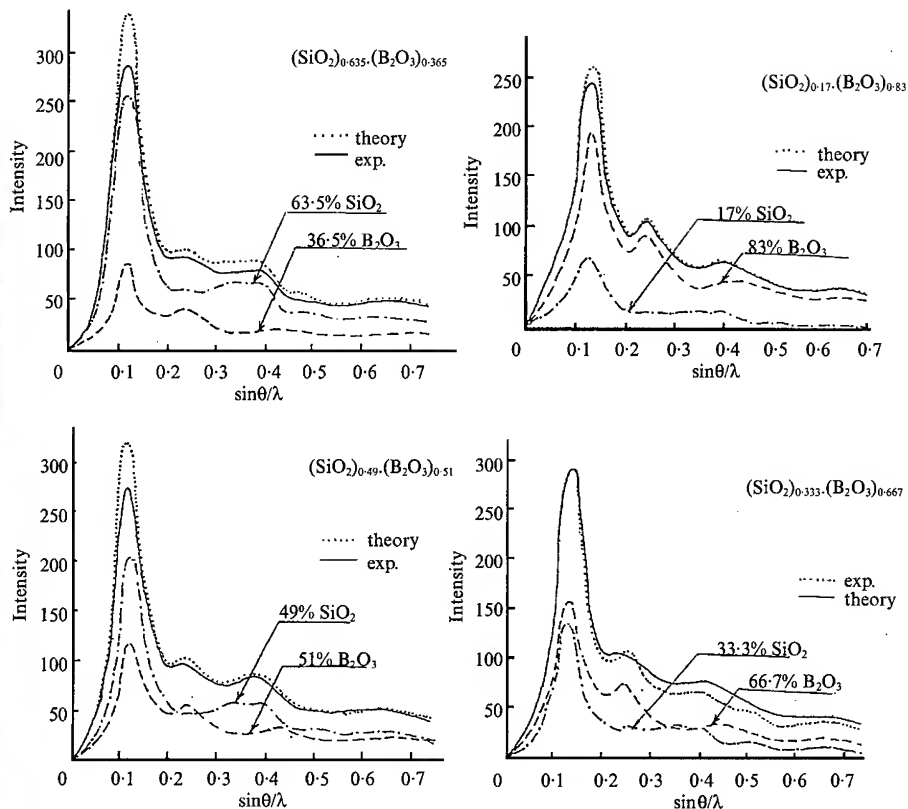 (SiO₂)₀·₆₃₅.(B₂O₃)₀·₃₆₅
theory
exp.
63·5% SiO₂
36·5% B₂O₃
Intensity
300
250
200
150
100
50
0 0·1 0·2 0·3 0·4 0·5 0·6 0·7
sinθ/λ
(SiO₂)₀·₁₇.(B₂O₃)₀·₈₃
theory
exp.
17% SiO₂
83% B₂O₃
Intensity
250
200
150
100
50
0 0·1 0·2 0·3 0·4 0·5 0·6 0·7
sinθ/λ
(SiO₂)₀·₄₉.(B₂O₃)₀·₅₁
theory
exp.
49% SiO₂
51% B₂O₃
Intensity
300
250
200
150
100
50
0 0·1 0·2 0·3 0·4 0·5 0·6 0·7
sinθ/λ
(SiO₂)₀·₃₃₃.(B₂O₃)₀·₆₆₇
exp.
theory
33·3% SiO₂
66·7% B₂O₃
Intensity
300
250
200
150
100
50
0 0·1 0·2 0·3 0·4 0·5 0·6 0·7
sinθ/λ